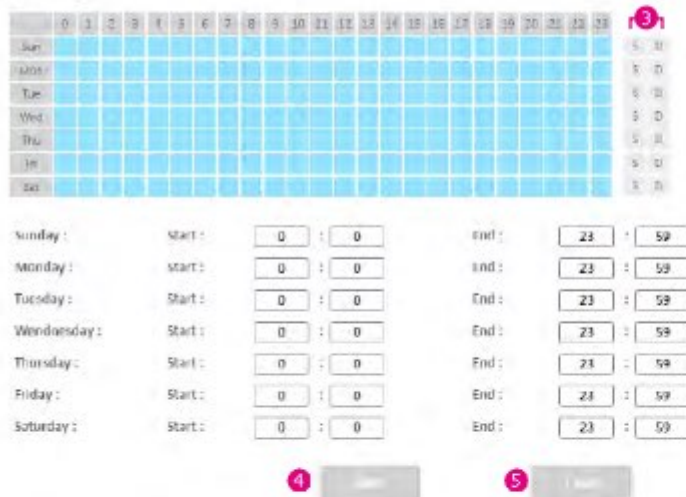 0 1 2 3 4 5 6 7 8 9 10 11 12 13 14 15 16 17 18 19 20 21 22 23 3
Sun S D
Mon S D
Tue S D
Wed S D
Thu S D
Fri S D
Sat S D
Sunday : Start : 0 : 0 End : 23 : 59
Monday : Start : 0 : 0 End : 23 : 59
Tuesday : Start : 0 : 0 End : 23 : 59
Wendnesday : Start : 0 : 0 End : 23 : 59
Thursday : Start : 0 : 0 End : 23 : 59
Friday : Start : 0 : 0 End : 23 : 59
Saturday : Start : 0 : 0 End : 23 : 59
4 5